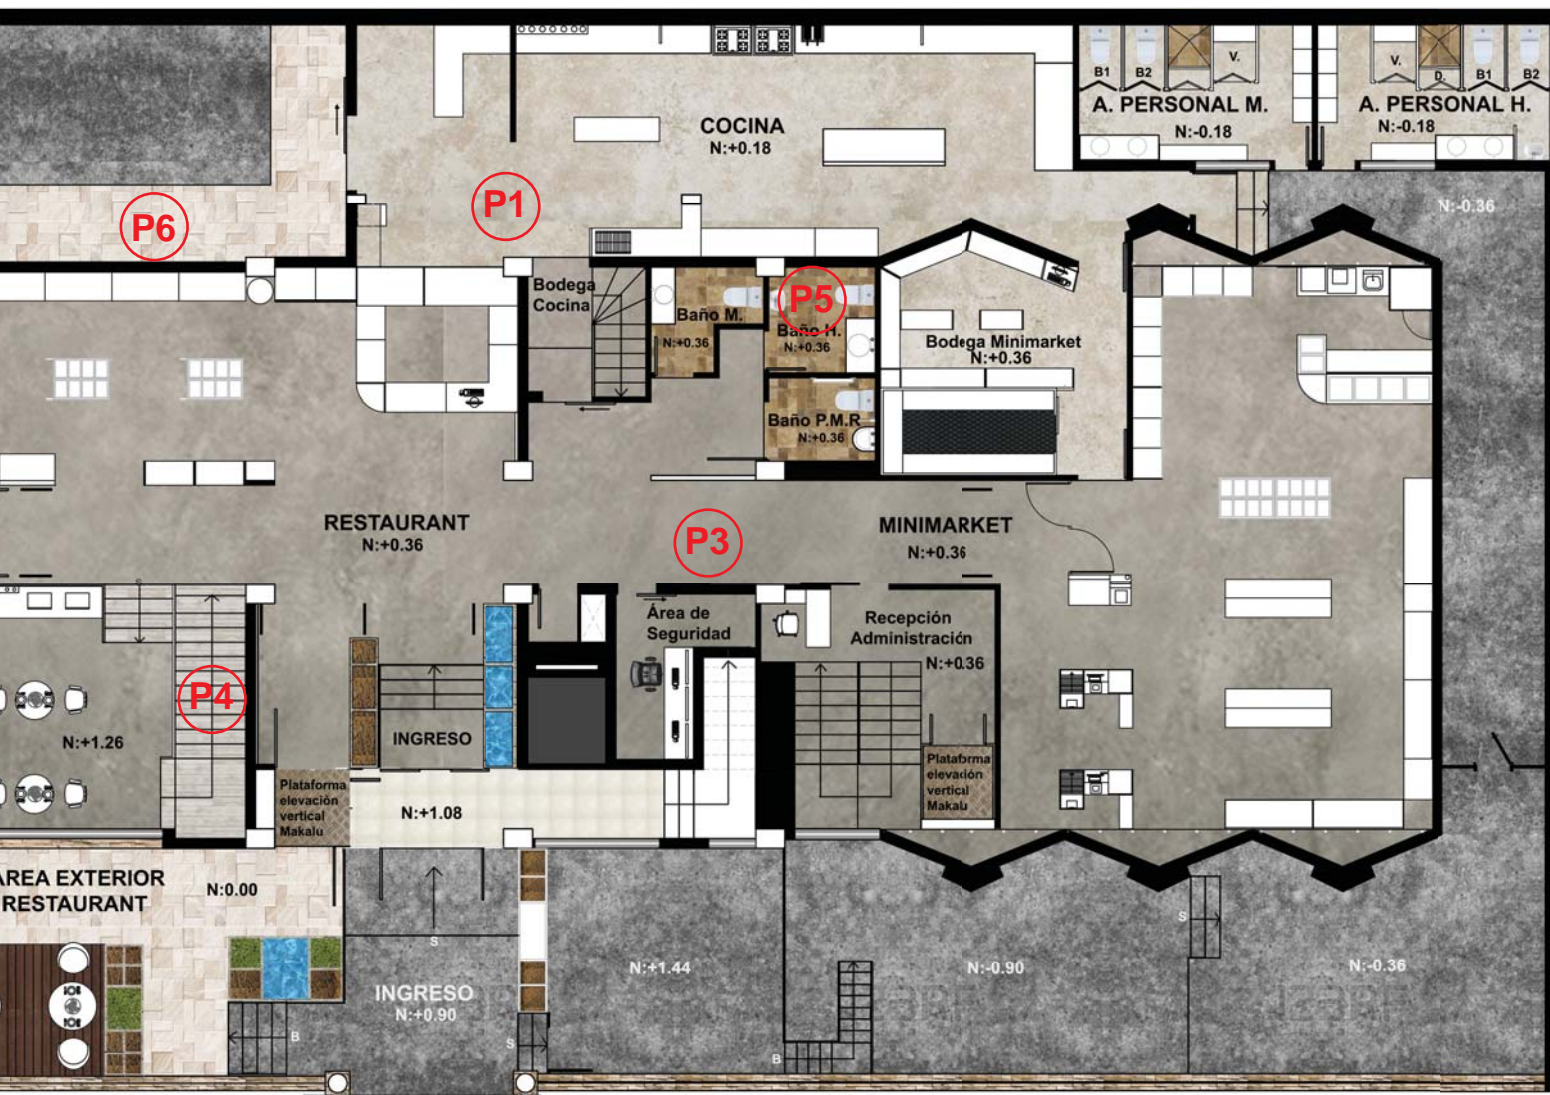 B1
B2
V.
A. PERSONAL M.
N:-0.18
V.
D.
B1
B2
A. PERSONAL H.
N:-0.18
COCINA
N:+0.18
P1
P6
N:-0.36
Bodega
Cocina
Baño M.
N:+0.36
P5
Baño H.
N:+0.36
Bodega Minimarket
N:+0.36
Baño P.M.R
N:+0.36
RESTAURANT
N:+0.36
P3
MINIMARKET
N:+0.36
S
Área de
Seguridad
Recepción
Administración
N:+0.36
P4
N:+1.26
INGRESO
Plataforma
elevación
vertical
Makalu
Plataforma
elevación
vertical
Makalu
N:+1.08
AREA EXTERIOR
RESTAURANT
N:0.00
S
S
N:+1.44
N:-0.90
N:-0.36
INGRESO
N:+0.90
B
S
B